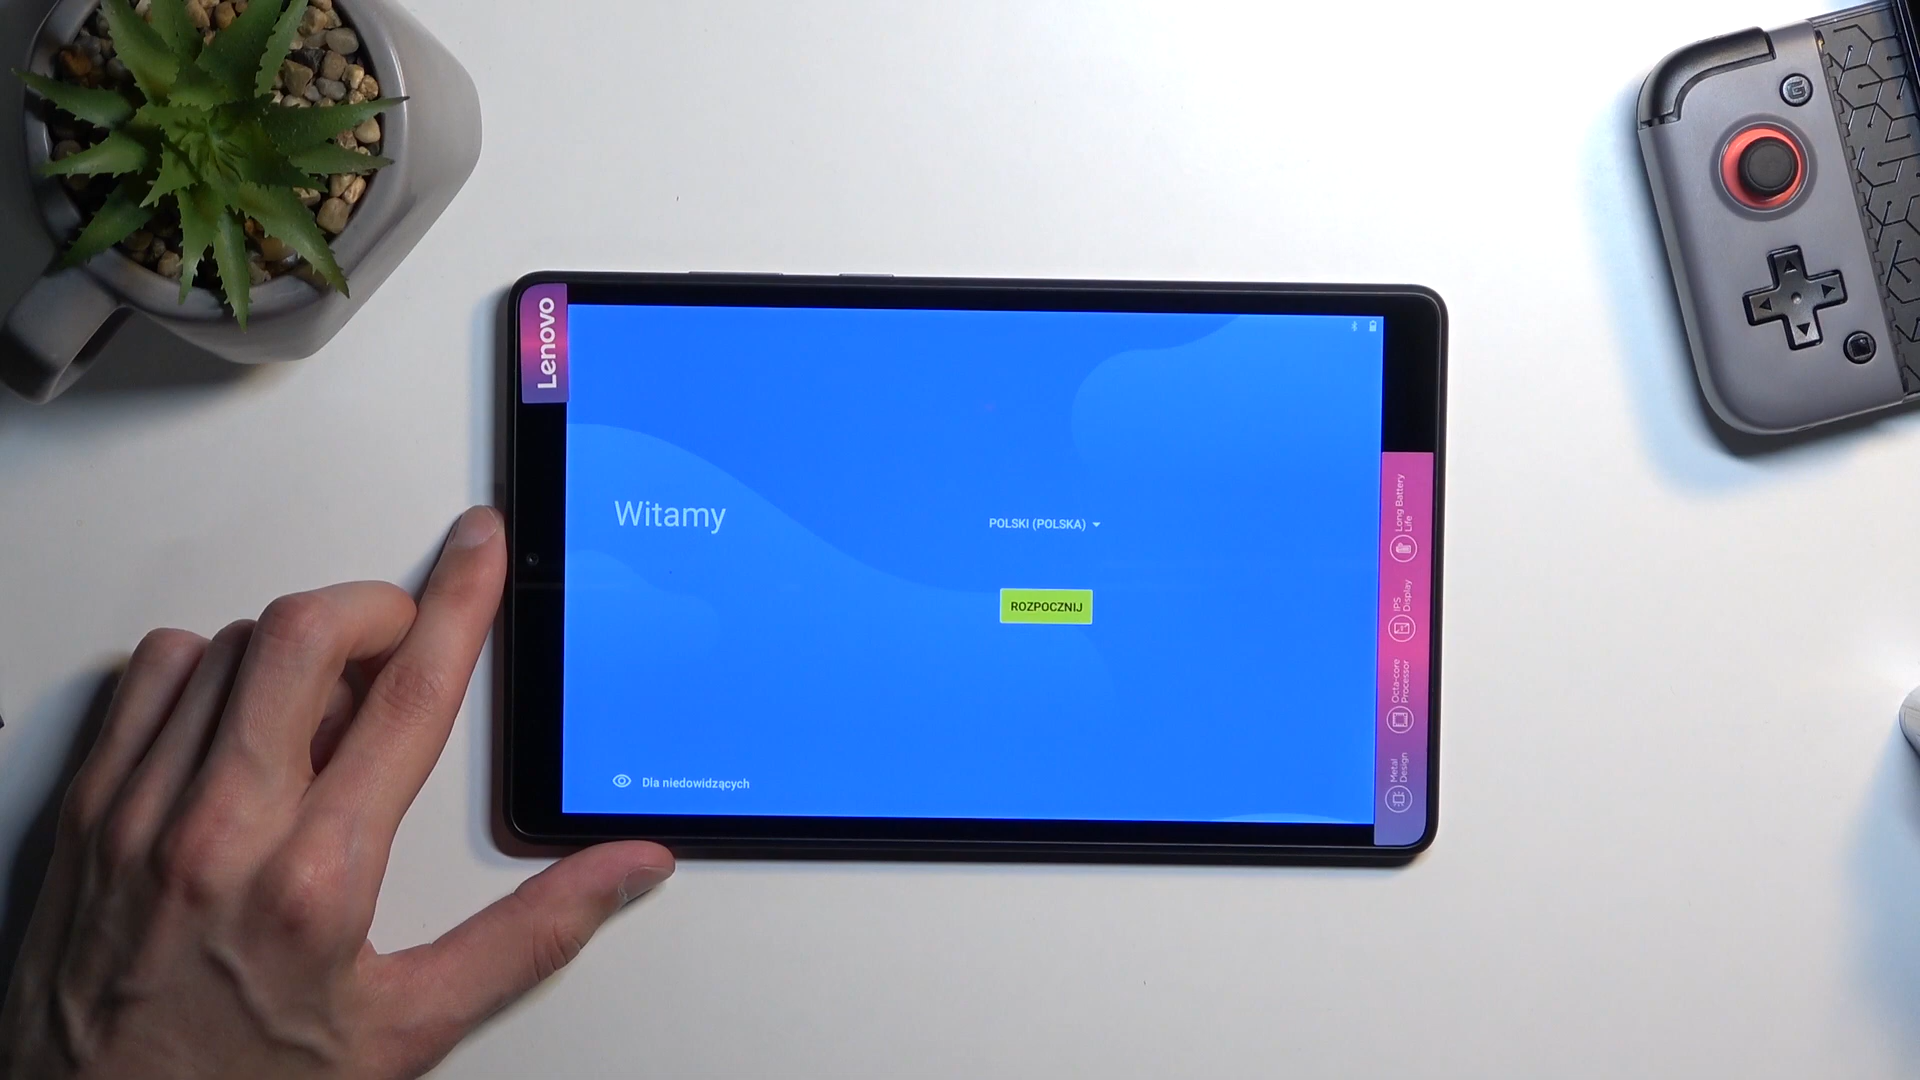 Lenovo
Witamy
POLSKI (POLSKA)
ROZPOCZNIJ
Dla niedowidzących
Long Battery
Life
IPS
Display
Octa-core
Processor
Metal
Design